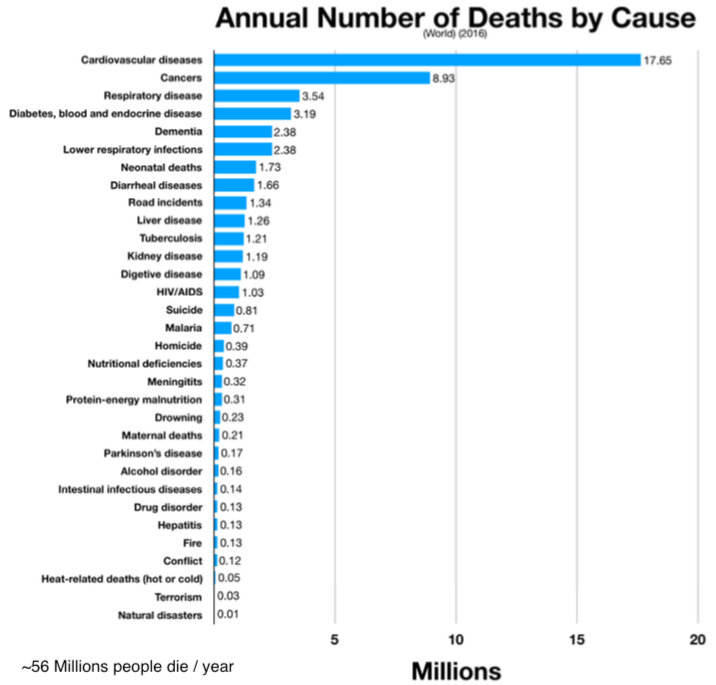 Annual Number of Deaths by Cause
(World) (2016)
Cardiovascular diseases 17.65
Cancers 8.93
Respiratory disease 3.54
Diabetes, blood and endocrine disease 3.19
Dementia 2.38
Lower respiratory infections 2.38
Neonatal deaths 1.73
Diarrheal diseases 1.66
Road incidents 1.34
Liver disease 1.26
Tuberculosis 1.21
Kidney disease 1.19
Digetive disease 1.09
HIV/AIDS 1.03
Suicide 0.81
Malaria 0.71
Homicide 0.39
Nutritional deficiencies 0.37
Meningitits 0.32
Protein-energy malnutrition 0.31
Drowning 0.23
Maternal deaths 0.21
Parkinson's disease 0.17
Alcohol disorder 0.16
Intestinal infectious diseases 0.14
Drug disorder 0.13
Hepatitis 0.13
Fire 0.13
Conflict 0.12
Heat-related deaths (hot or cold) 0.05
Terrorism 0.03
Natural disasters 0.01
5 10 15 20
~56 Millions people die / year
Millions